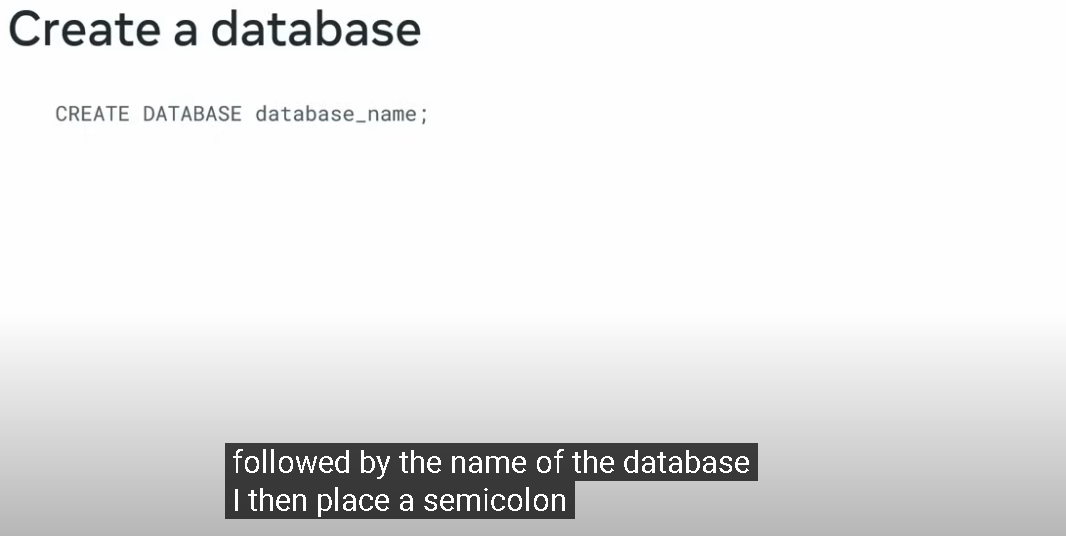 Create a database
CREATE DATABASE database_name;
followed by the name of the database
I then place a semicolon